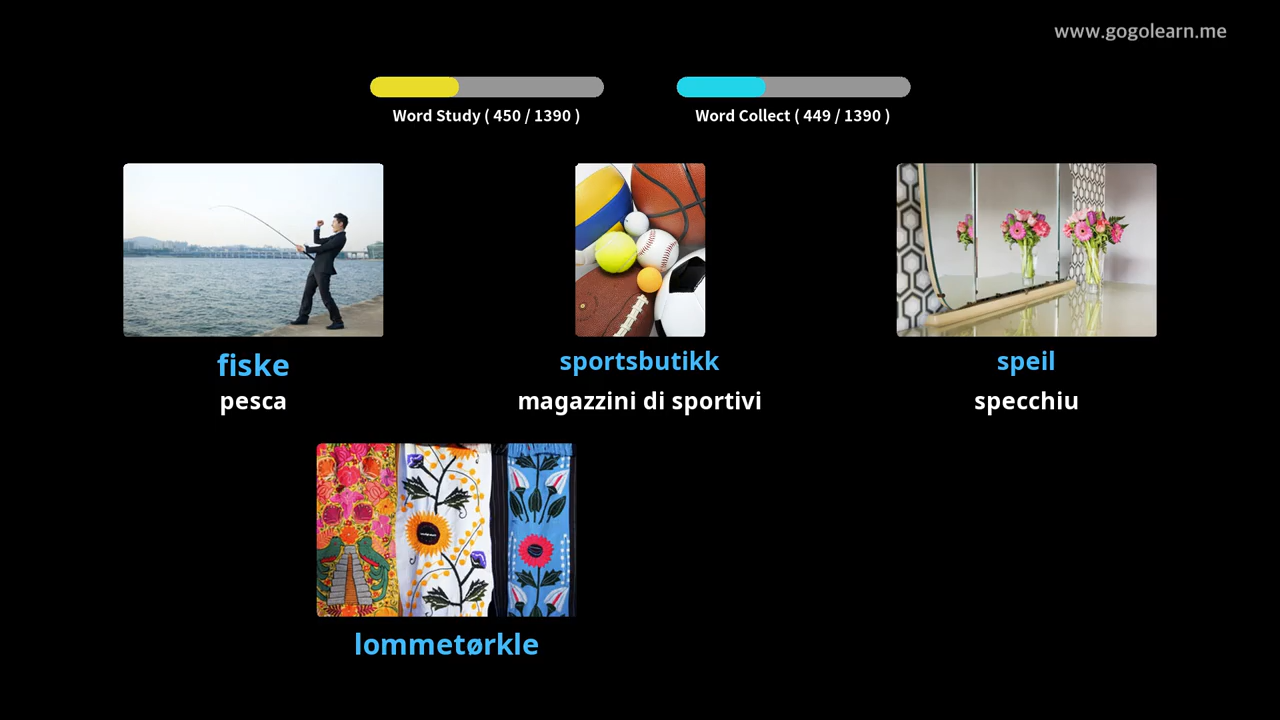 www.gogolearn.me
Word Study ( 450 / 1390 )
Word Collect ( 449 / 1390 )
fiske
pesca
sportsbutikk
magazzini di sportivi
speil
specchiu
lommetørkle